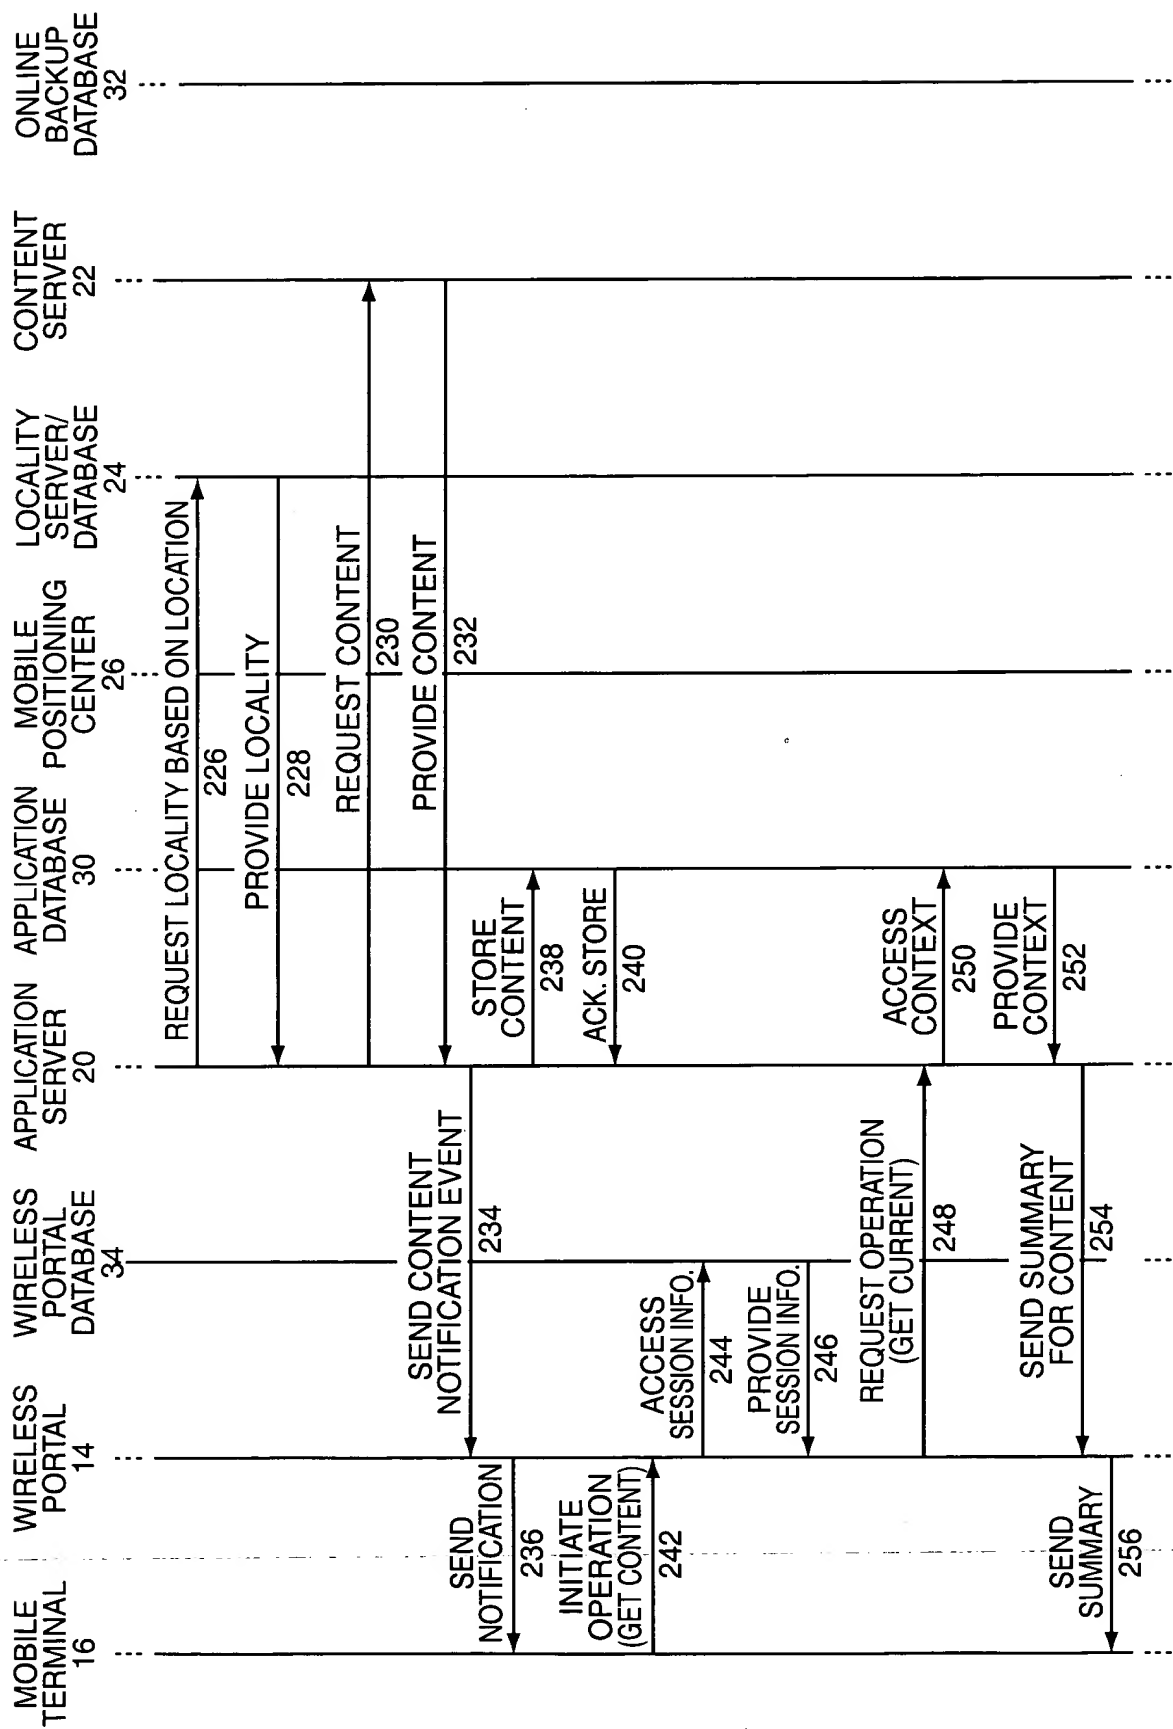 MOBILE
TERMINAL
16
WIRELESS
PORTAL
14
WIRELESS
PORTAL
DATABASE
34
APPLICATION
SERVER
20
APPLICATION
DATABASE
30
MOBILE
POSITIONING
CENTER
26
LOCALITY
SERVER/
DATABASE
24
CONTENT
SERVER
22
ONLINE
BACKUP
DATABASE
32
REQUEST LOCALITY BASED ON LOCATION
226
PROVIDE LOCALITY
228
REQUEST CONTENT
230
PROVIDE CONTENT
232
SEND CONTENT
NOTIFICATION EVENT
234
SEND
NOTIFICATION
236
STORE
CONTENT
238
ACK. STORE
240
INITIATE
OPERATION
(GET CONTENT)
242
ACCESS
SESSION INFO.
244
PROVIDE
SESSION INFO.
246
REQUEST OPERATION
(GET CURRENT)
248
ACCESS
CONTEXT
250
PROVIDE
CONTEXT
252
SEND SUMMARY
FOR CONTENT
254
SEND
SUMMARY
256